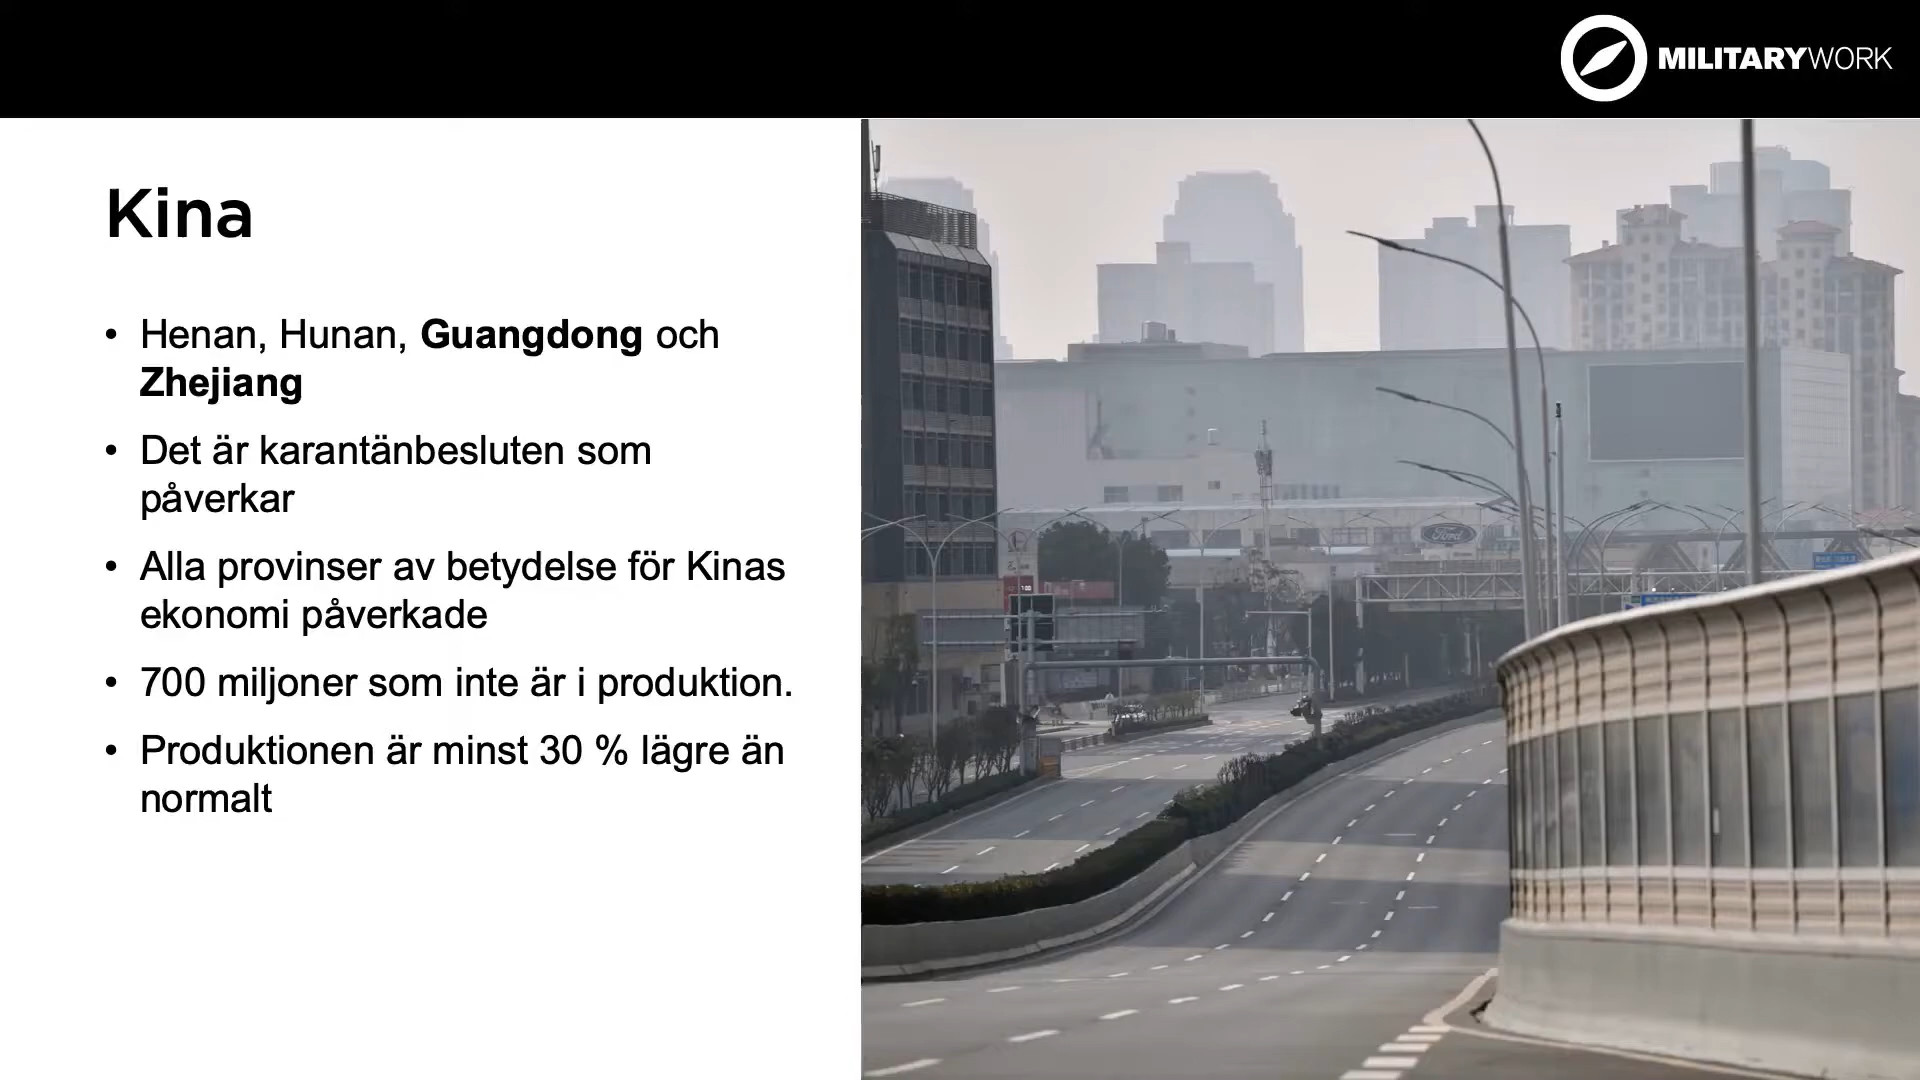 MILITARYWORK
Kina
• Henan, Hunan, Guangdong och
Zhejiang
• Det är karantänbesluten som
påverkar
• Alla provinser av betydelse för Kinas
ekonomi påverkade
• 700 miljoner som inte är i produktion.
• Produktionen är minst 30 % lägre än
normalt
Ford